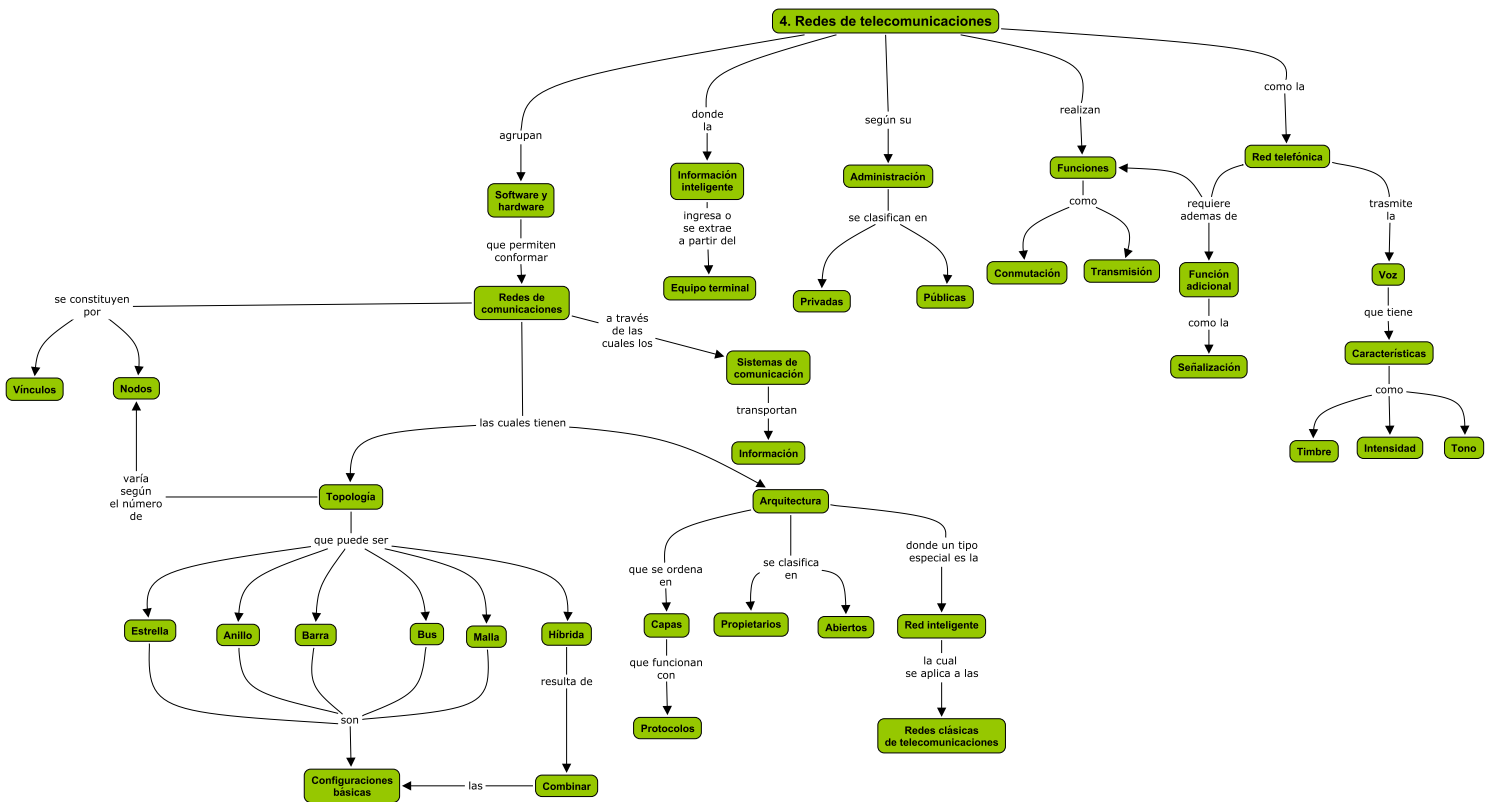 4. Redes de telecomunicaciones
como la
donde
la
realizan
según su
agrupan
Red telefónica
Funciones
Información
inteligente
Administración
Software y
hardware
como
requiere
ademas de
trasmite
la
ingresa o
se extrae
a partir del
se clasifican en
que permiten
conformar
Conmutación
Transmisión
Función
adicional
Voz
Equipo terminal
Privadas
Públicas
se constituyen
por
Redes de
comunicaciones
a través
de las
cuales los
que tiene
como la
Características
Señalización
Sistemas de
comunicación
Vínculos
Nodos
como
transportan
las cuales tienen
Timbre
Intensidad
Tono
Información
varía
según
el número
de
Topología
Arquitectura
que puede ser
donde un tipo
especial es la
que se ordena
en
se clasifica
en
Estrella
Anillo
Barra
Bus
Malla
Híbrida
Capas
Propietarios
Abiertos
Red inteligente
que funcionan
con
la cual
se aplica a las
resulta de
son
Protocolos
Redes clásicas
de telecomunicaciones
Configuraciones
básicas
las
Combinar